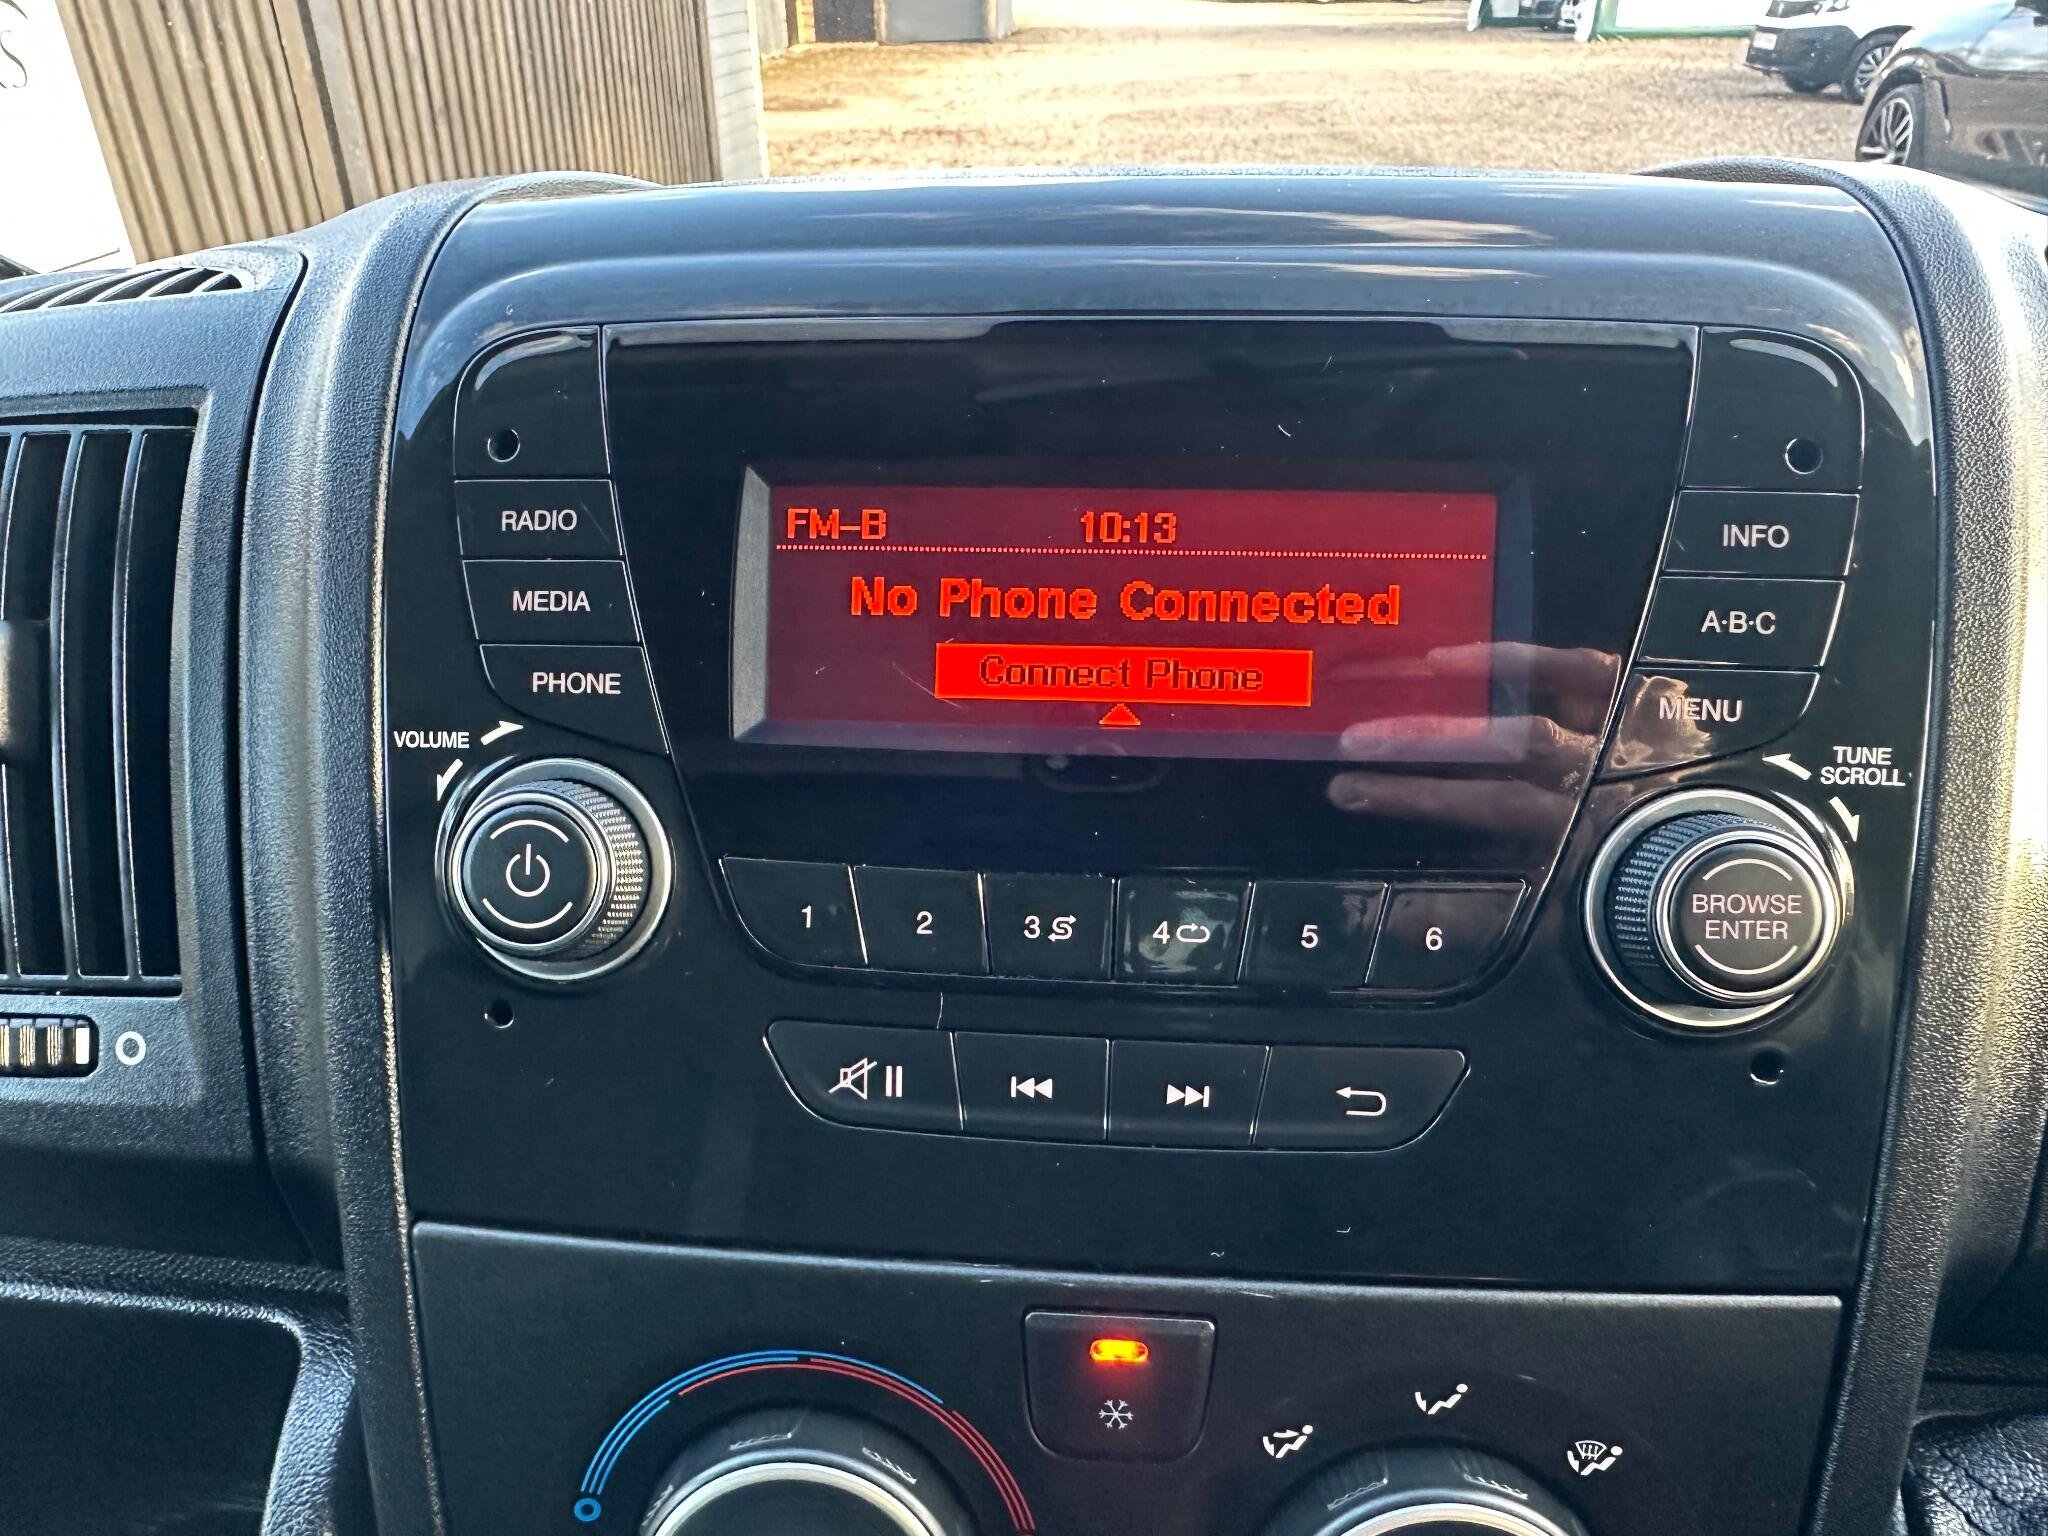 S
FM-B 10:13
No Phone Connected
Connect Phone
RADIO
MEDIA
PHONE
VOLUME
INFO
A·B·C
MENU
TUNE
SCROLL
BROWSE
ENTER
1 2 3 4 5 6